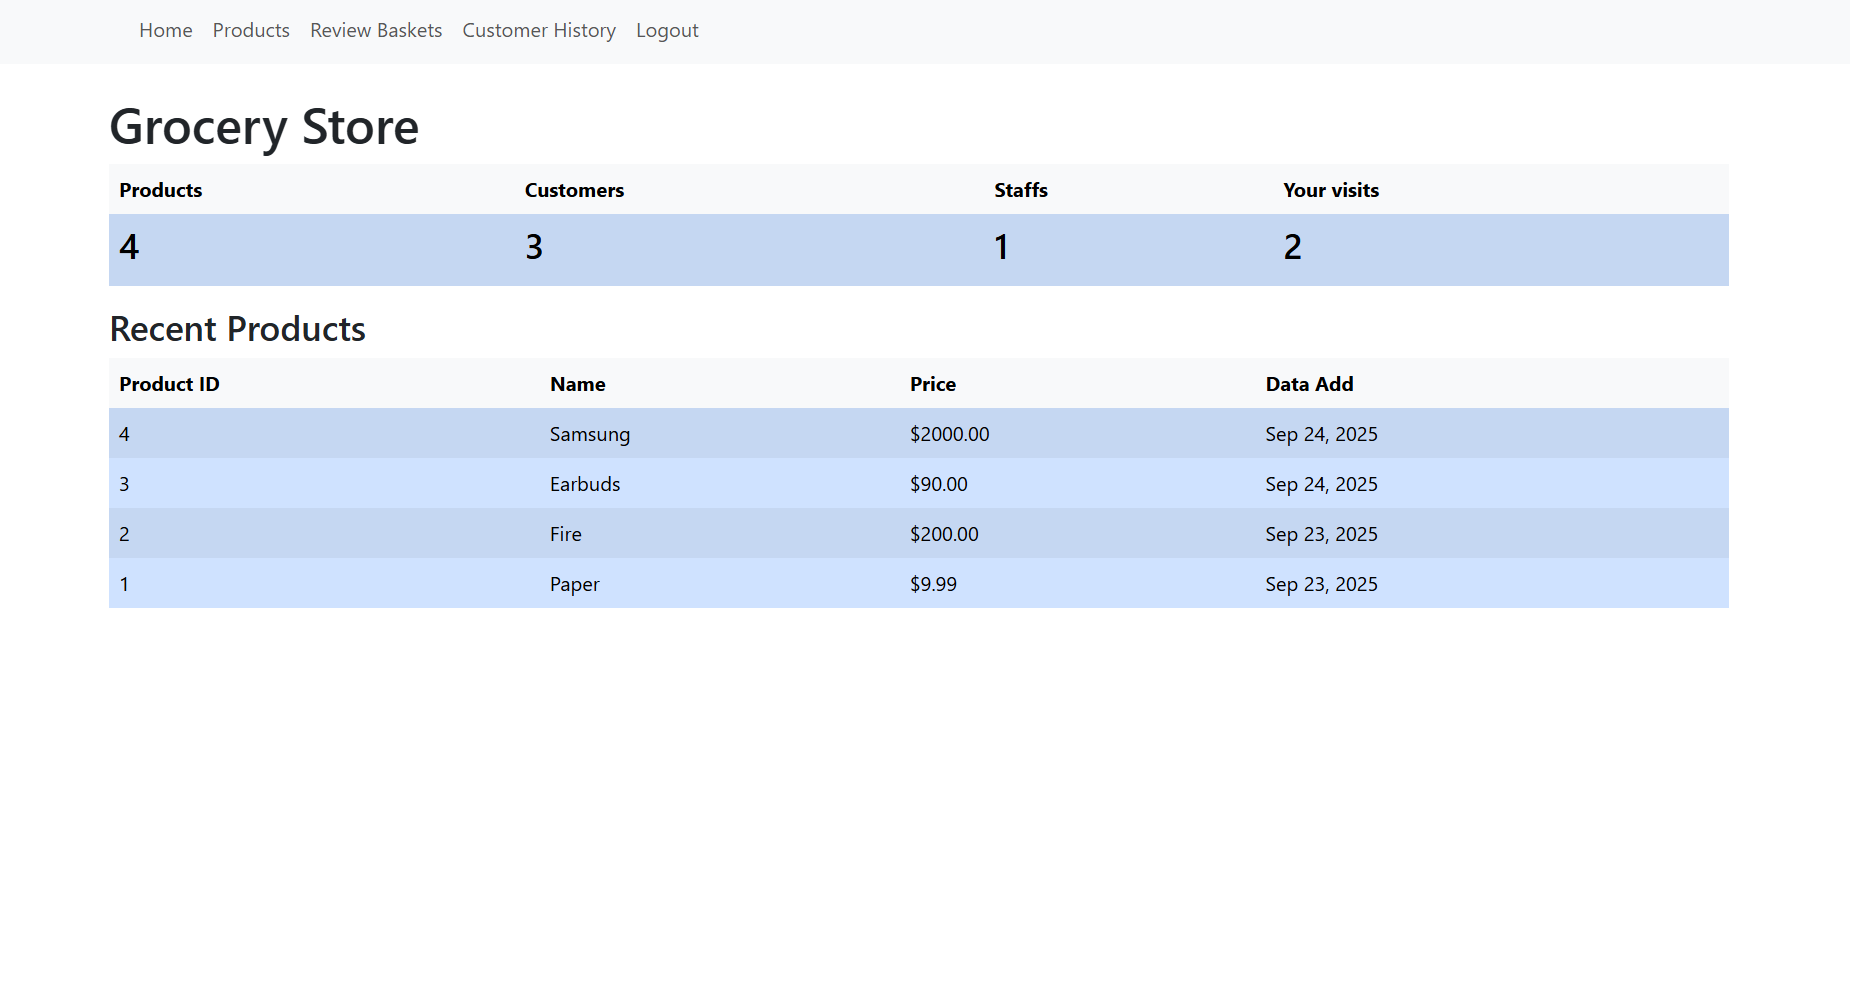 Home Products Review Baskets Customer History Logout
Grocery Store
Products Customers Staffs Your visits
4 3 1 2
Recent Products
Product ID Name Price Data Add
4 Samsung $2000.00 Sep 24, 2025
3 Earbuds $90.00 Sep 24, 2025
2 Fire $200.00 Sep 23, 2025
1 Paper $9.99 Sep 23, 2025